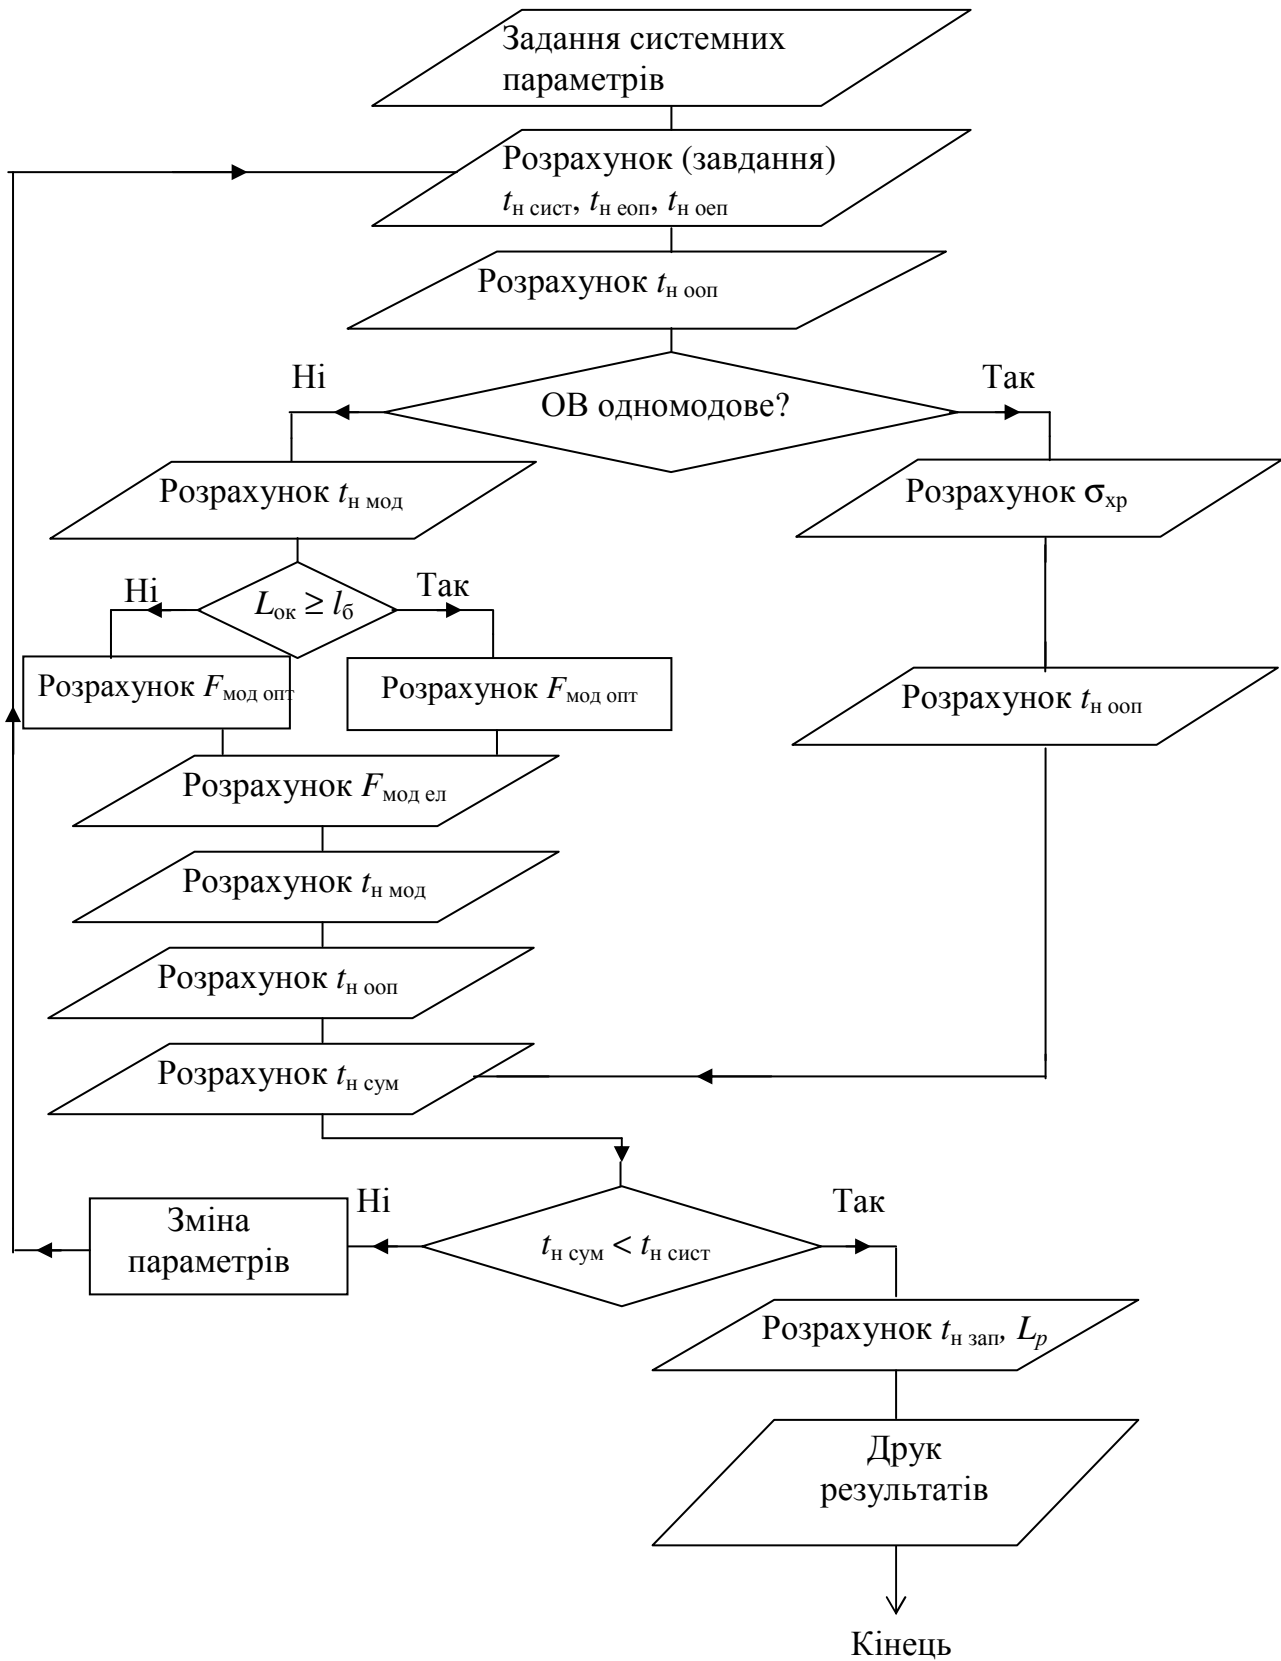 Задання системних
параметрів
Розрахунок (завдання)
tн сист, tн еоп, tн оеп
Розрахунок tн ооп
Ні
Так
ОВ одномодове?
Розрахунок tн мод
Розрахунок σхр
Ні
Так
Lок ≥ lб
Розрахунок Fмод опт
Розрахунок Fмод опт
Розрахунок tн ооп
Розрахунок Fмод ел
Розрахунок tн мод
Розрахунок tн ооп
Розрахунок tн сум
Ні
Так
Зміна
параметрів
tн сум < tн сист
Розрахунок tн зап, Lp
Друк
результатів
Кінець